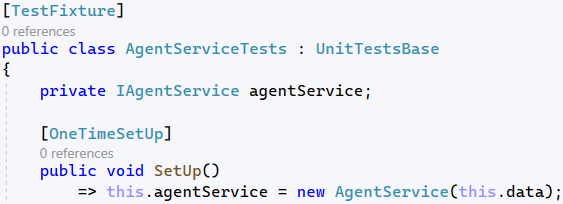 [TestFixture]
0 references
public class AgentServiceTests : UnitTestsBase
{
private IAgentService agentService;
[OneTimeSetUp]
0 references
public void SetUp()
=> this.agentService = new AgentService(this.data);